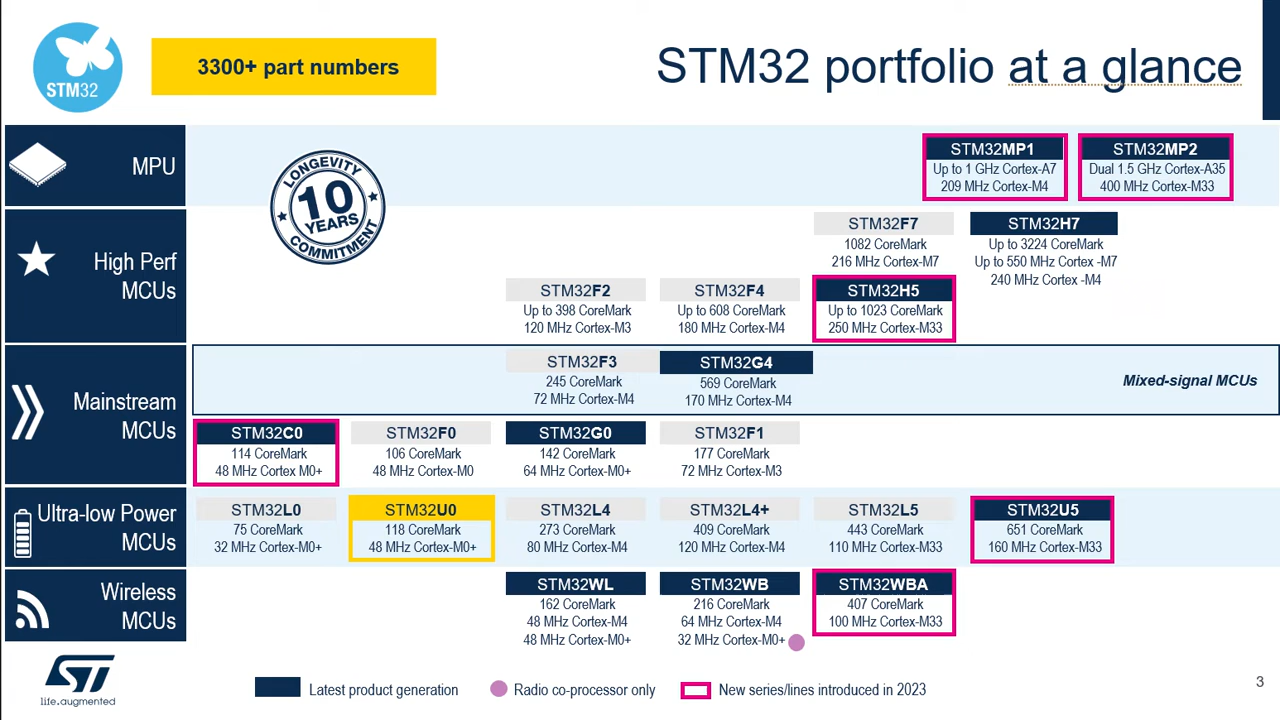 STM32
3300+ part numbers
STM32 portfolio at a glance
MPU
LONGEVITY
10
YEARS
COMMITMENT
STM32MP1
Up to 1 GHz Cortex-A7
209 MHz Cortex-M4
STM32MP2
Dual 1.5 GHz Cortex-A35
400 MHz Cortex-M33
High Perf
MCUs
STM32F7
1082 CoreMark
216 MHz Cortex-M7
STM32H7
Up to 3224 CoreMark
Up to 550 MHz Cortex -M7
240 MHz Cortex -M4
STM32F2
Up to 398 CoreMark
120 MHz Cortex-M3
STM32F4
Up to 608 CoreMark
180 MHz Cortex-M4
STM32H5
Up to 1023 CoreMark
250 MHz Cortex-M33
Mainstream
MCUs
STM32F3
245 CoreMark
72 MHz Cortex-M4
STM32G4
569 CoreMark
170 MHz Cortex-M4
Mixed-signal MCUs
STM32C0
114 CoreMark
48 MHz Cortex M0+
STM32F0
106 CoreMark
48 MHz Cortex-M0
STM32G0
142 CoreMark
64 MHz Cortex-M0+
STM32F1
177 CoreMark
72 MHz Cortex-M3
Ultra-low Power
MCUs
STM32L0
75 CoreMark
32 MHz Cortex-M0+
STM32U0
118 CoreMark
48 MHz Cortex-M0+
STM32L4
273 CoreMark
80 MHz Cortex-M4
STM32L4+
409 CoreMark
120 MHz Cortex-M4
STM32L5
443 CoreMark
110 MHz Cortex-M33
STM32U5
651 CoreMark
160 MHz Cortex-M33
Wireless
MCUs
STM32WL
162 CoreMark
48 MHz Cortex-M4
48 MHz Cortex-M0+
STM32WB
216 CoreMark
64 MHz Cortex-M4
32 MHz Cortex-M0+
STM32WBA
407 CoreMark
100 MHz Cortex-M33
ST
life.augmented
Latest product generation
Radio co-processor only
New series/lines introduced in 2023
3